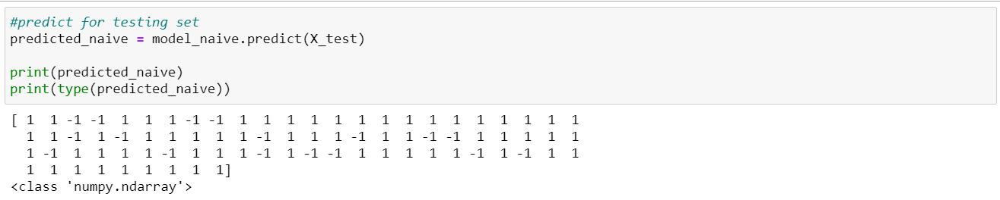 #predict for testing set
predicted_naive = model_naive.predict(X_test)
print(predicted_naive)
print(type(predicted_naive))
[ 1  1 -1 -1  1  1  1 -1 -1  1  1  1  1  1  1  1  1  1  1  1  1  1  1  1
  1  1 -1  1 -1  1  1  1  1  1 -1  1  1  1 -1  1  1 -1 -1  1  1  1  1  1
  1 -1  1  1  1  1 -1  1  1  1 -1  1 -1 -1  1  1  1  1  1 -1  1 -1  1  1
  1  1  1  1  1  1  1  1  1]
<class 'numpy.ndarray'>